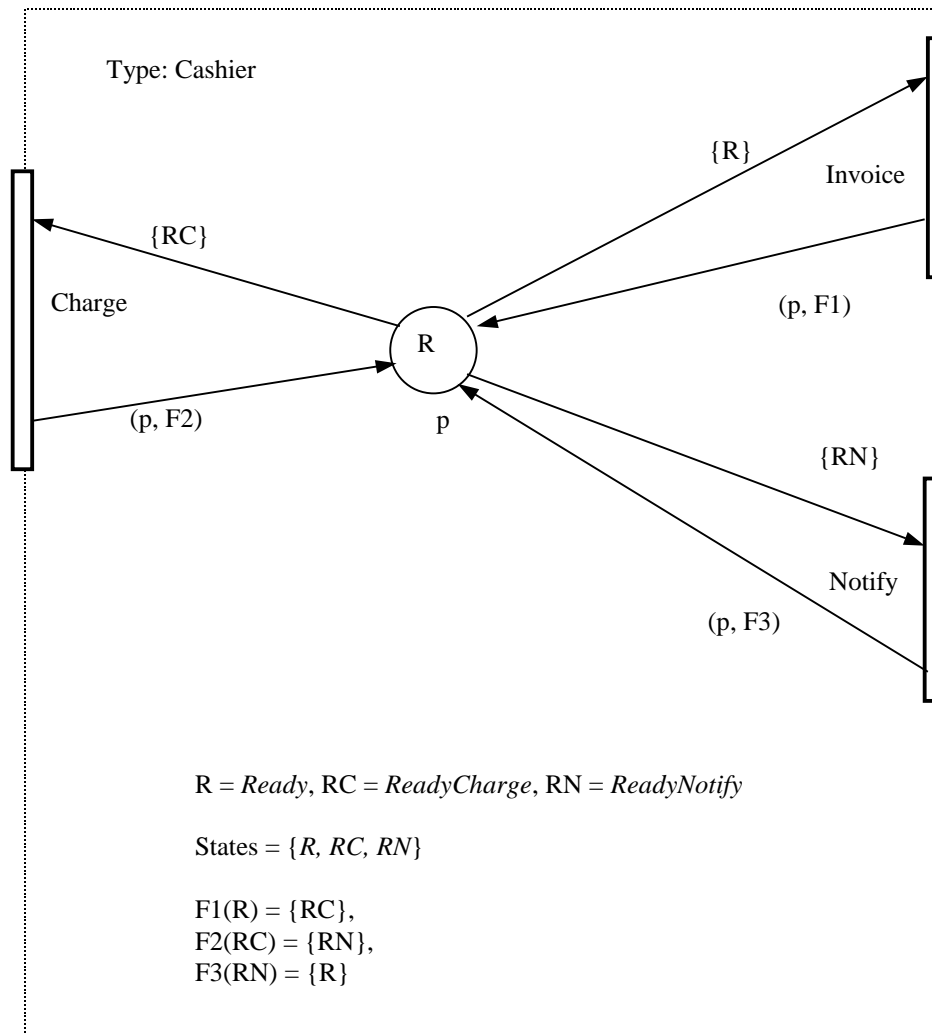 Type: Cashier
{R}
Invoice
{RC}
Charge
(p, F1)
R
(p, F2)
p
{RN}
Notify
(p, F3)
R = Ready, RC = ReadyCharge, RN = ReadyNotify
States = {R, RC, RN}
F1(R) = {RC},
F2(RC) = {RN},
F3(RN) = {R}